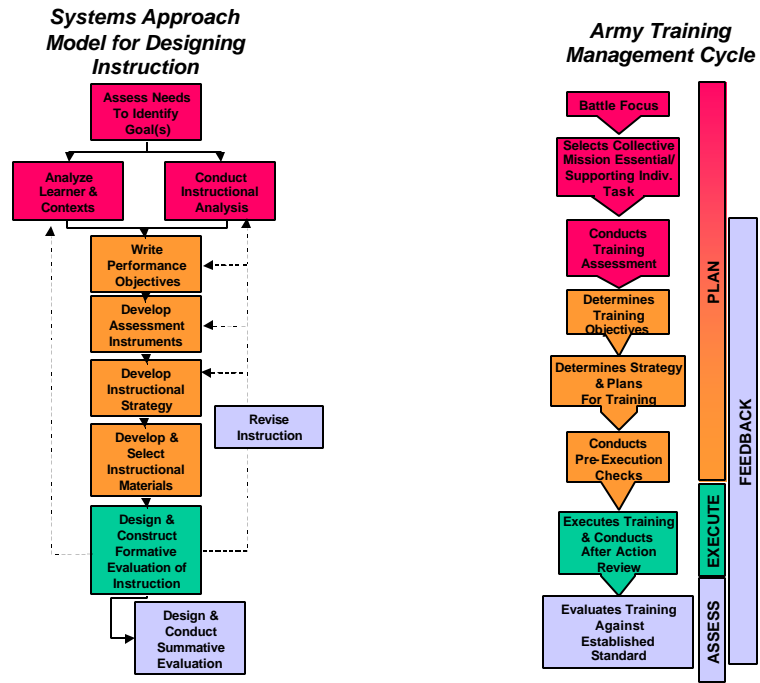 Systems Approach
Model for Designing
Instruction
Assess Needs
To Identify
Goal(s)
Analyze
Learner &
Contexts
Conduct
Instructional
Analysis
Write
Performance
Objectives
Develop
Assessment
Instruments
Develop
Instructional
Strategy
Revise
Instruction
Develop &
Select
Instructional
Materials
Design &
Construct
Formative
Evaluation of
Instruction
Design &
Conduct
Summative
Evaluation
Army Training
Management Cycle
Battle Focus
Selects Collective
Mission Essential/
Supporting Indiv.
Task
Conducts
Training
Assessment
Determines
Training
Objectives
Determines Strategy
& Plans
For Training
Conducts
Pre-Execution
Checks
Executes Training
& Conducts
After Action
Review
Evaluates Training
Against
Established
Standard
PLAN
EXECUTE
ASSESS
FEEDBACK